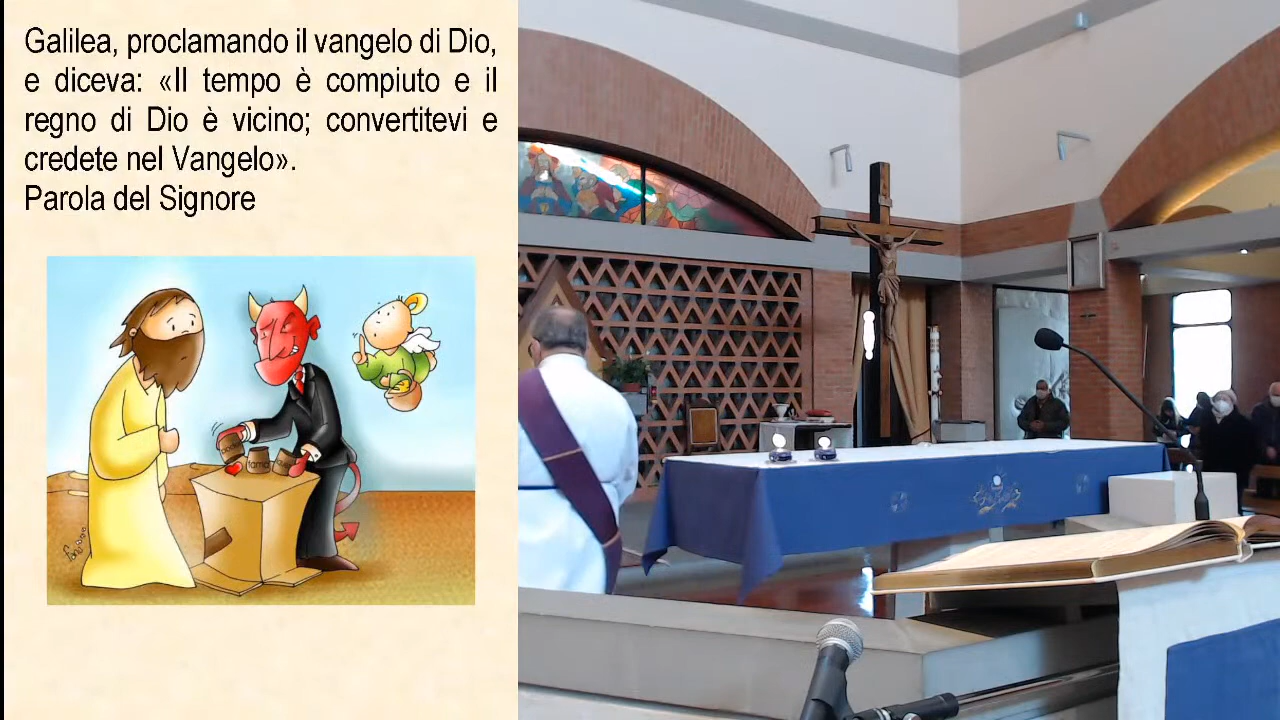 Galilea, proclamando il vangelo di Dio,
e diceva: «Il tempo è compiuto e il
regno di Dio è vicino; convertitevi e
credete nel Vangelo».
Parola del Signore
fama